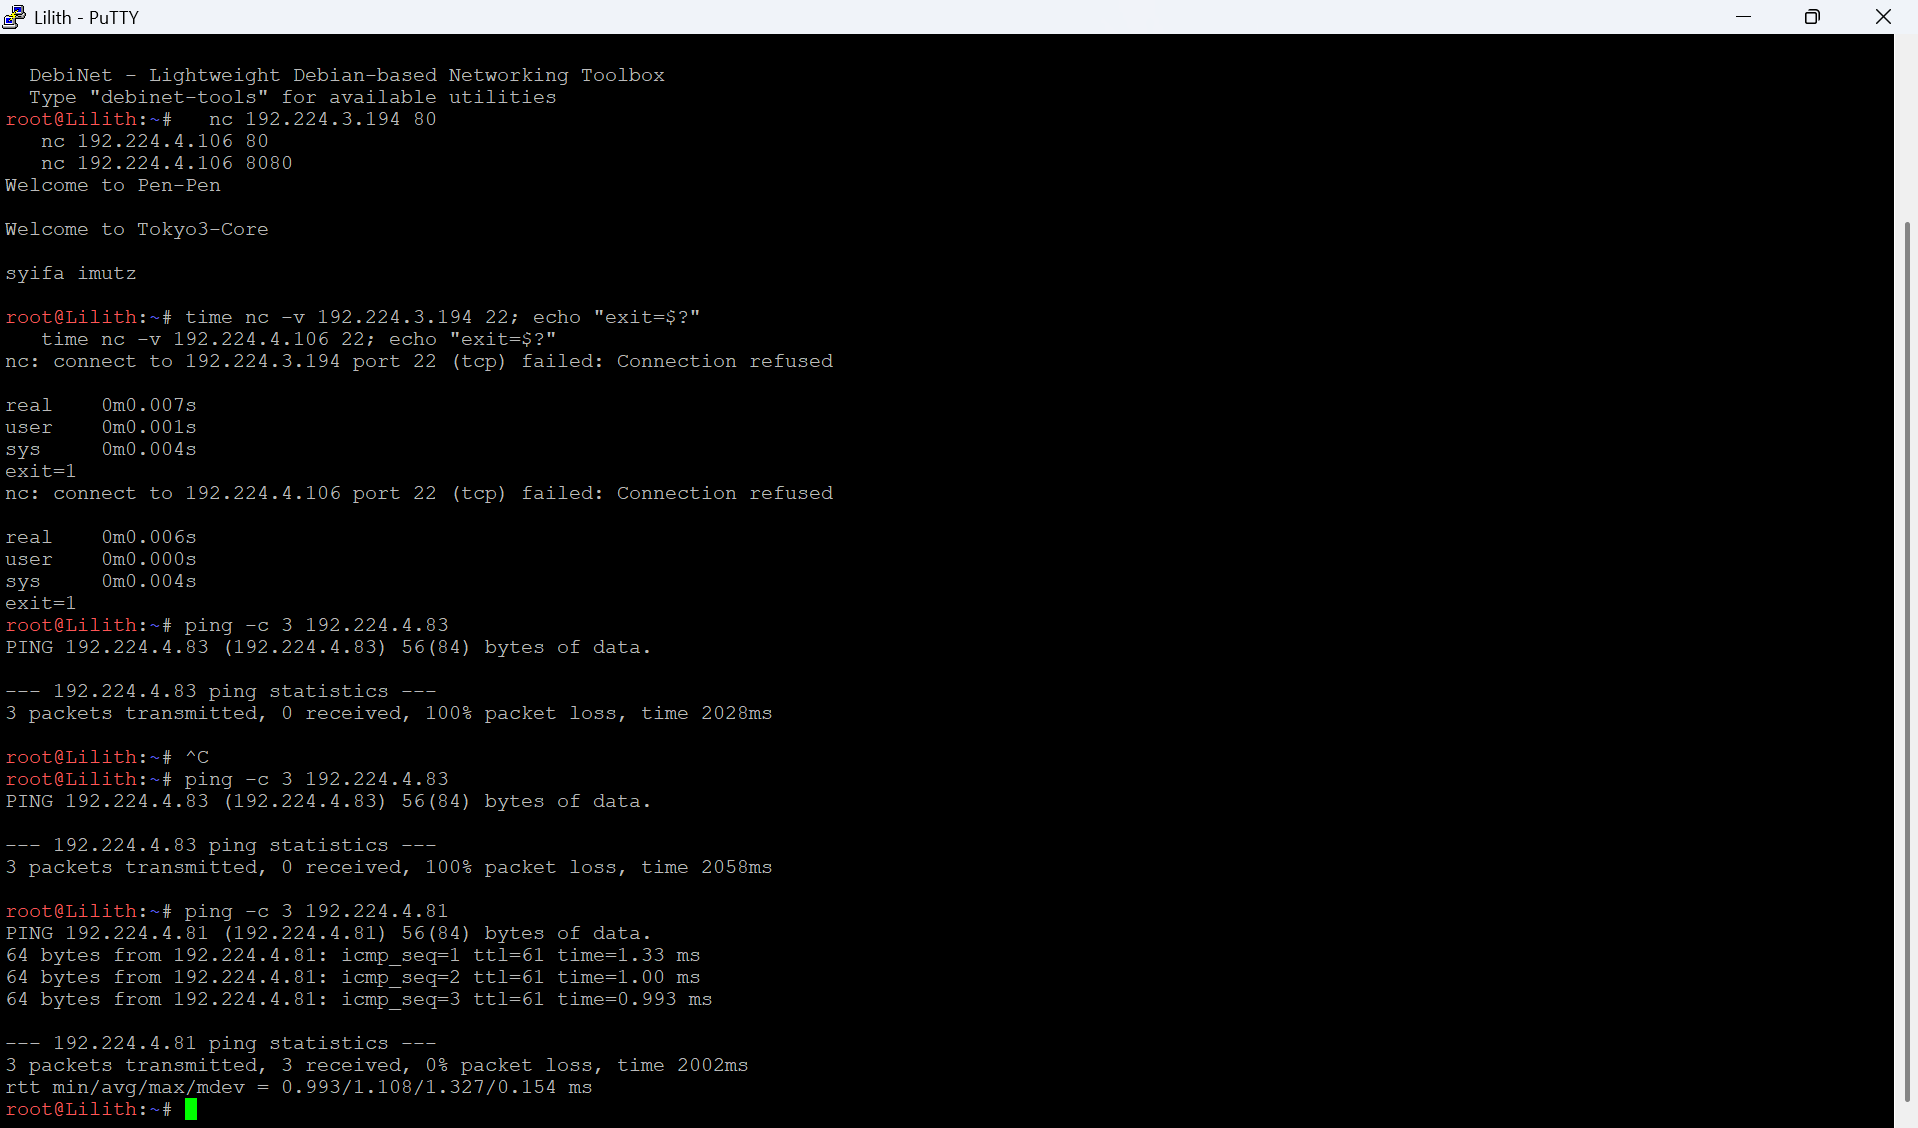 Lilith - PuTTY
DebiNet - Lightweight Debian-based Networking Toolbox
Type "debinet-tools" for available utilities
root@Lilith:~#   nc 192.224.3.194 80
nc 192.224.4.106 80
nc 192.224.4.106 8080
Welcome to Pen-Pen
Welcome to Tokyo3-Core
syifa imutz
root@Lilith:~# time nc -v 192.224.3.194 22; echo "exit=$?"
time nc -v 192.224.4.106 22; echo "exit=$?"
nc: connect to 192.224.3.194 port 22 (tcp) failed: Connection refused
real    0m0.007s
user    0m0.001s
sys     0m0.004s
exit=1
nc: connect to 192.224.4.106 port 22 (tcp) failed: Connection refused
real    0m0.006s
user    0m0.000s
sys     0m0.004s
exit=1
root@Lilith:~# ping -c 3 192.224.4.83
PING 192.224.4.83 (192.224.4.83) 56(84) bytes of data.
--- 192.224.4.83 ping statistics ---
3 packets transmitted, 0 received, 100% packet loss, time 2028ms
root@Lilith:~# ^C
root@Lilith:~# ping -c 3 192.224.4.83
PING 192.224.4.83 (192.224.4.83) 56(84) bytes of data.
--- 192.224.4.83 ping statistics ---
3 packets transmitted, 0 received, 100% packet loss, time 2058ms
root@Lilith:~# ping -c 3 192.224.4.81
PING 192.224.4.81 (192.224.4.81) 56(84) bytes of data.
64 bytes from 192.224.4.81: icmp_seq=1 ttl=61 time=1.33 ms
64 bytes from 192.224.4.81: icmp_seq=2 ttl=61 time=1.00 ms
64 bytes from 192.224.4.81: icmp_seq=3 ttl=61 time=0.993 ms
--- 192.224.4.81 ping statistics ---
3 packets transmitted, 3 received, 0% packet loss, time 2002ms
rtt min/avg/max/mdev = 0.993/1.108/1.327/0.154 ms
root@Lilith:~#